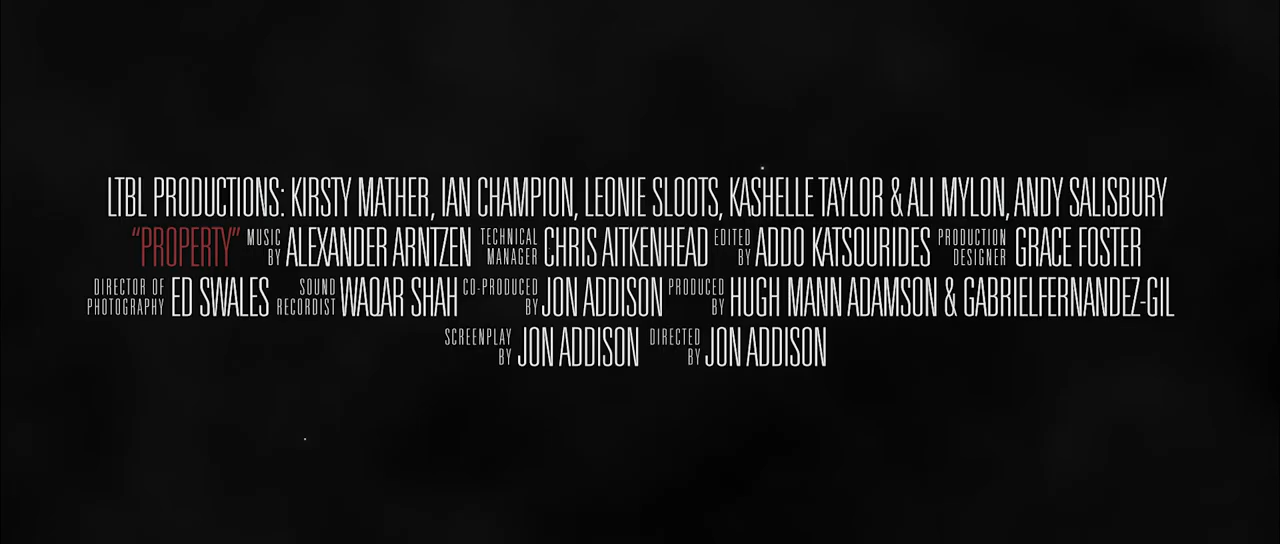 LTBL PRODUCTIONS: KIRSTY MATHER, IAN CHAMPION, LEONIE SLOOTS, KASHELLE TAYLOR & ALI MYLON, ANDY SALISBURY
"PROPERTY" MUSIC BY ALEXANDER ARNTZEN TECHNICAL MANAGER CHRIS AITKENHEAD EDITED BY ADDO KATSOURIDES PRODUCTION DESIGNER GRACE FOSTER
DIRECTOR OF PHOTOGRAPHY ED SWALES SOUND RECORDIST WAQAR SHAH CO-PRODUCED BY JON ADDISON PRODUCED BY HUGH MANN ADAMSON & GABRIELFERNANDEZ-GIL
SCREENPLAY BY JON ADDISON DIRECTED BY JON ADDISON